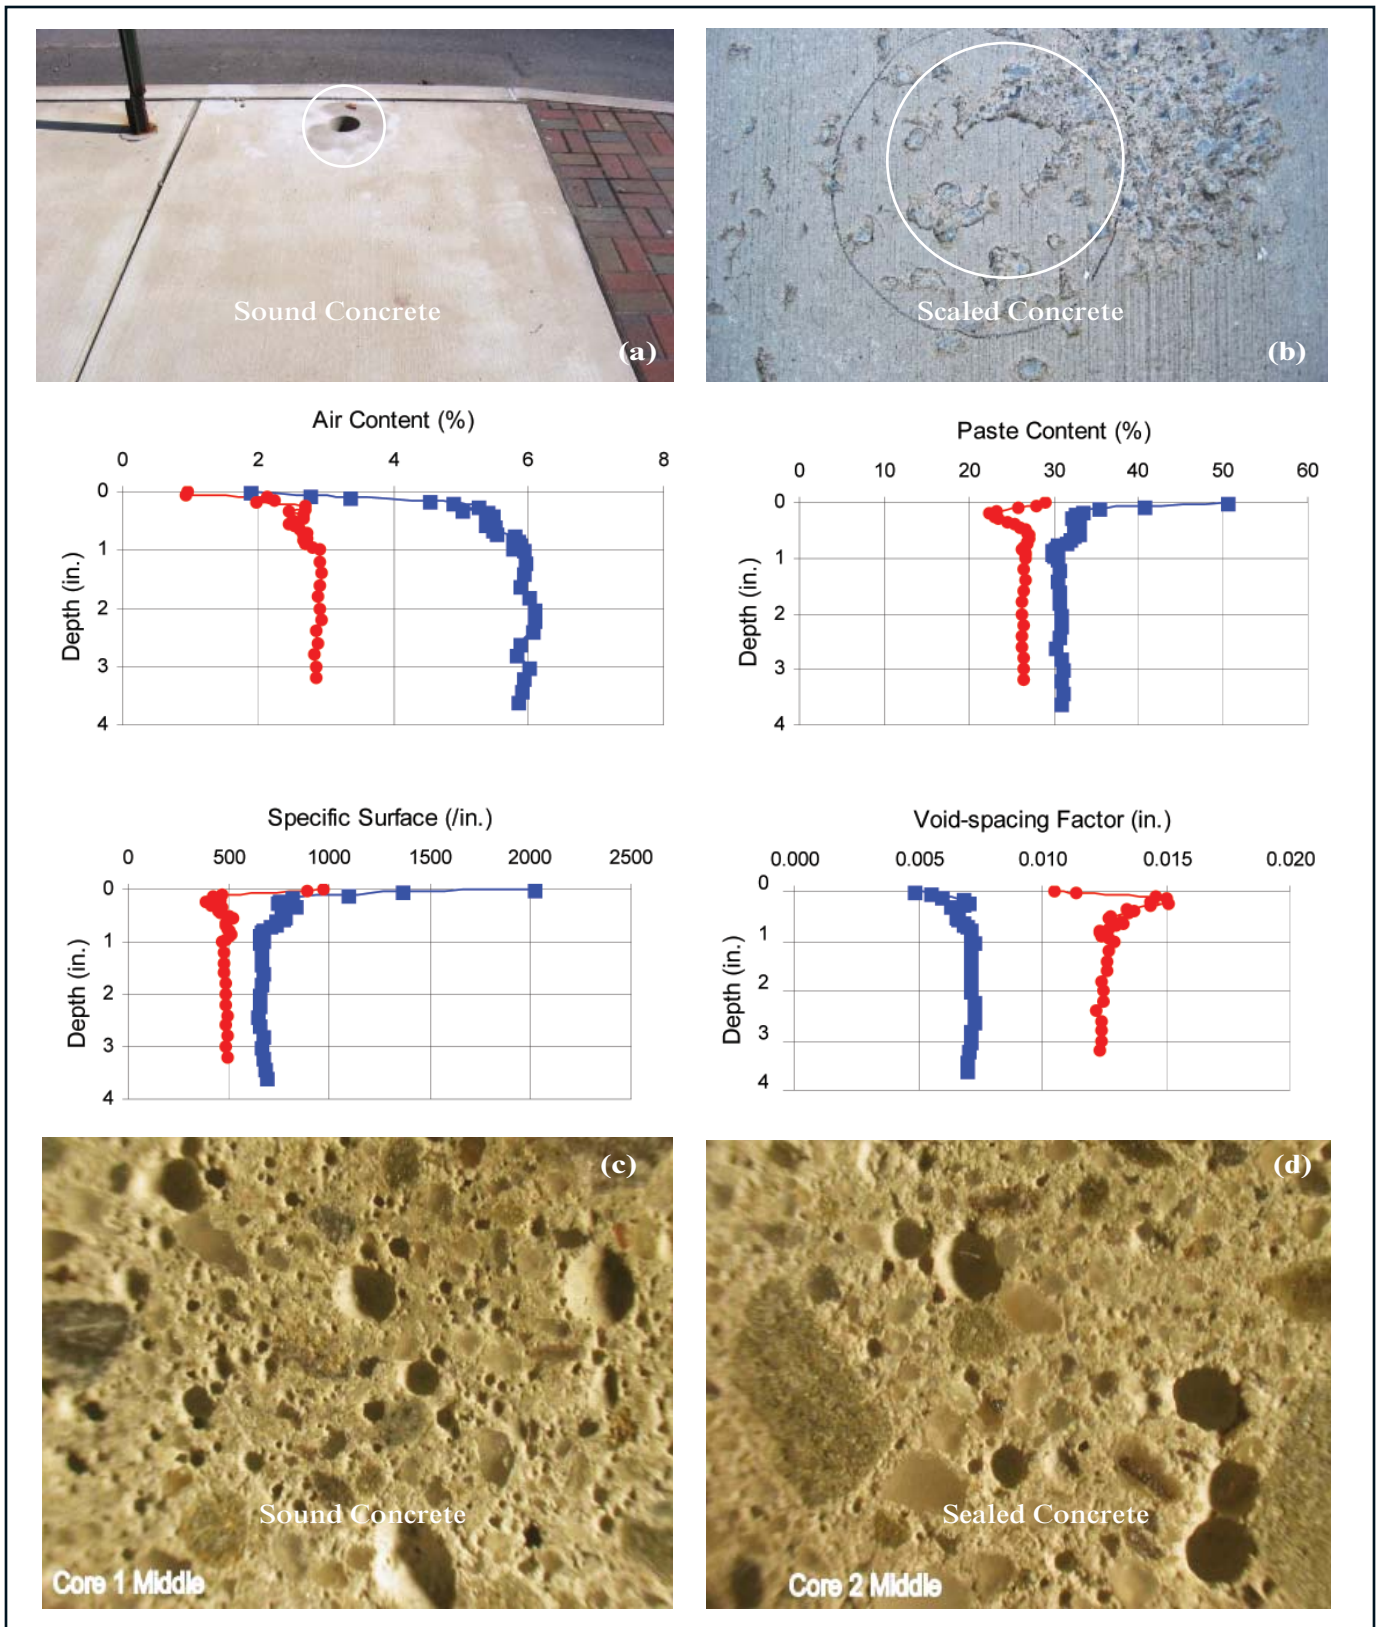 Sound Concrete
(a)
Scaled Concrete
(b)
Air Content (%)
0 2 4 6 8
0
1
2
3
4
Depth (in.)
Paste Content (%)
0 10 20 30 40 50 60
0
1
2
3
4
Depth (in.)
Specific Surface (/in.)
0 500 1000 1500 2000 2500
0
1
2
3
4
Depth (in.)
Void-spacing Factor (in.)
0.000 0.005 0.010 0.015 0.020
0
1
2
3
4
Depth (in.)
(c)
Sound Concrete
Core 1 Middle
(d)
Sealed Concrete
Core 2 Middle